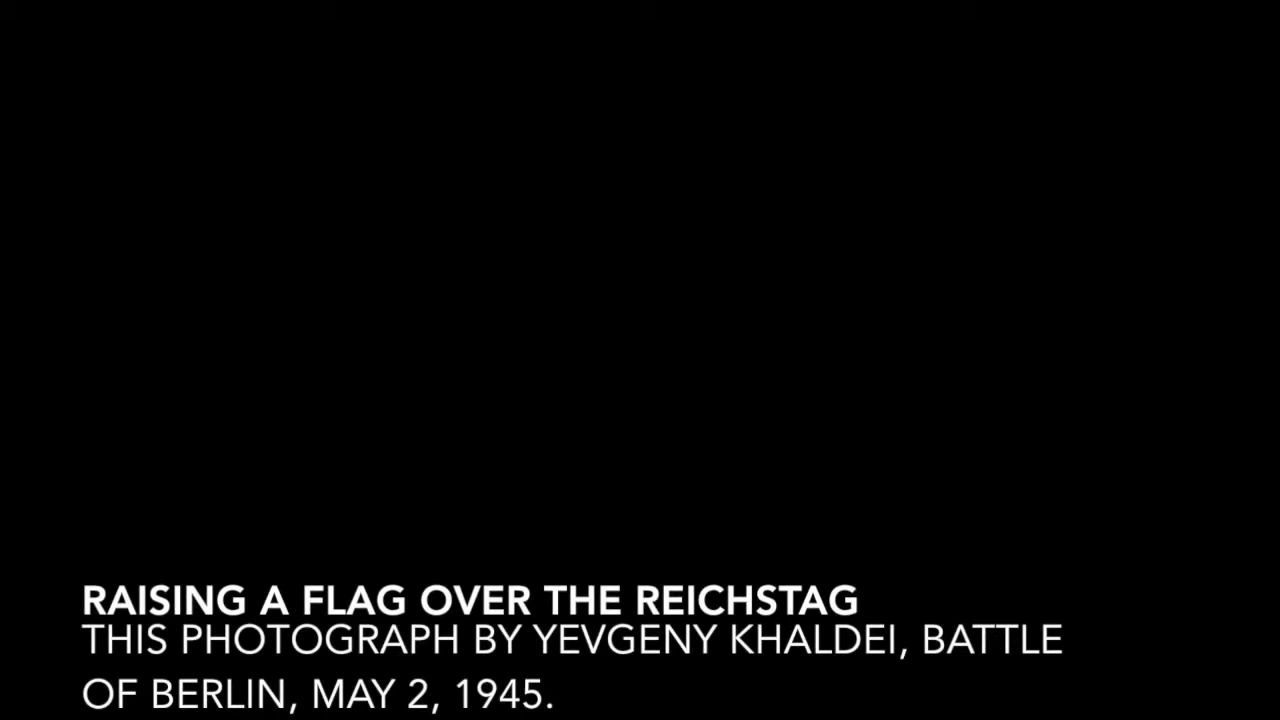 RAISING A FLAG OVER THE REICHSTAG
THIS PHOTOGRAPH BY YEVGENY KHALDEI, BATTLE
OF BERLIN, MAY 2, 1945.